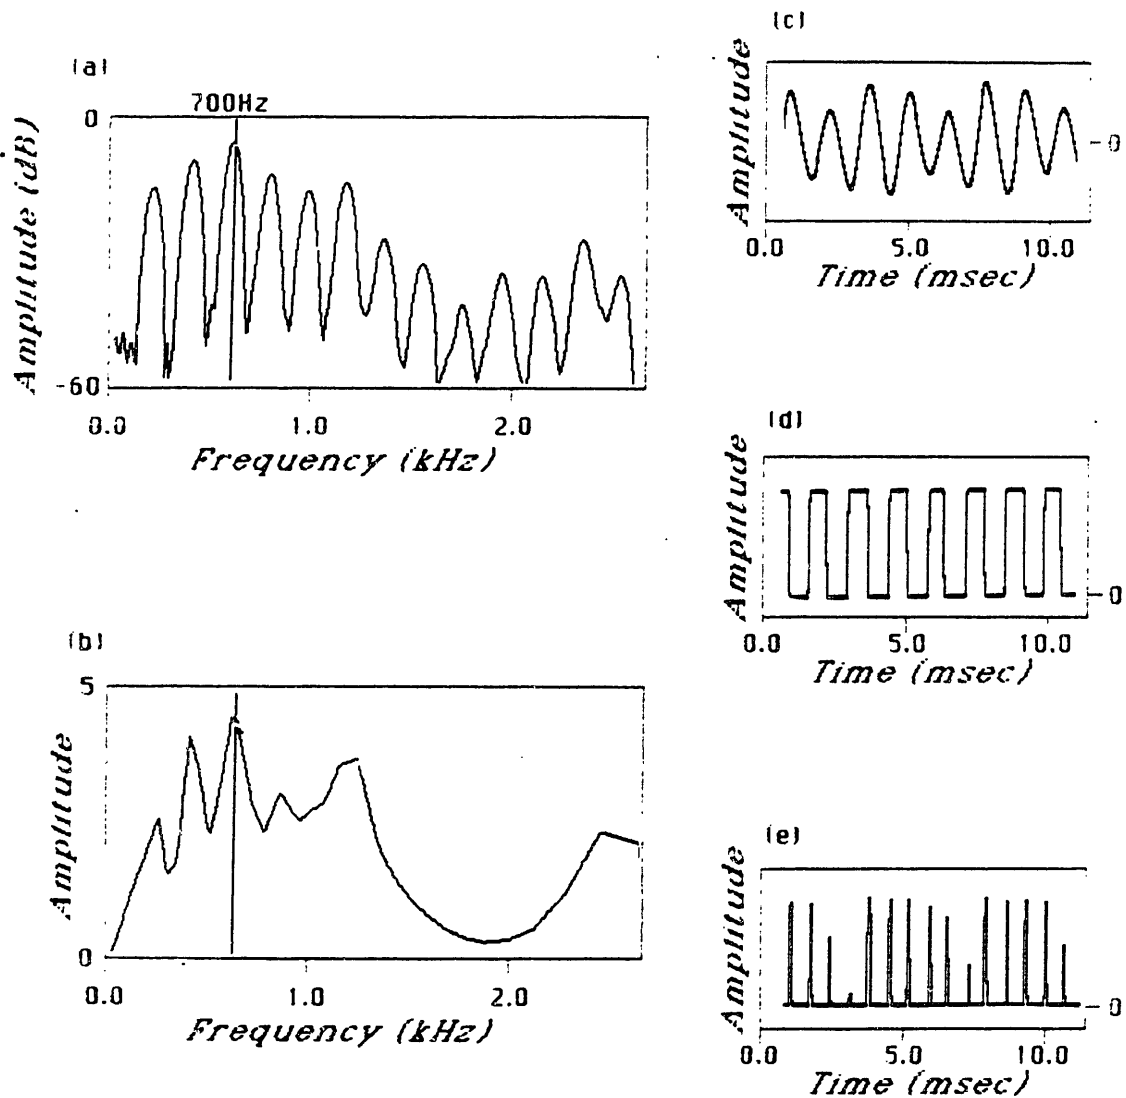 (a)
700Hz
0
Amplitude (dB)
-60
0.0 1.0 2.0
Frequency (kHz)
(b)
5
Amplitude
0
0.0 1.0 2.0
Frequency (kHz)
(c)
Amplitude
0
0.0 5.0 10.0
Time (msec)
(d)
Amplitude
0
0.0 5.0 10.0
Time (msec)
(e)
Amplitude
0
0.0 5.0 10.0
Time (msec)